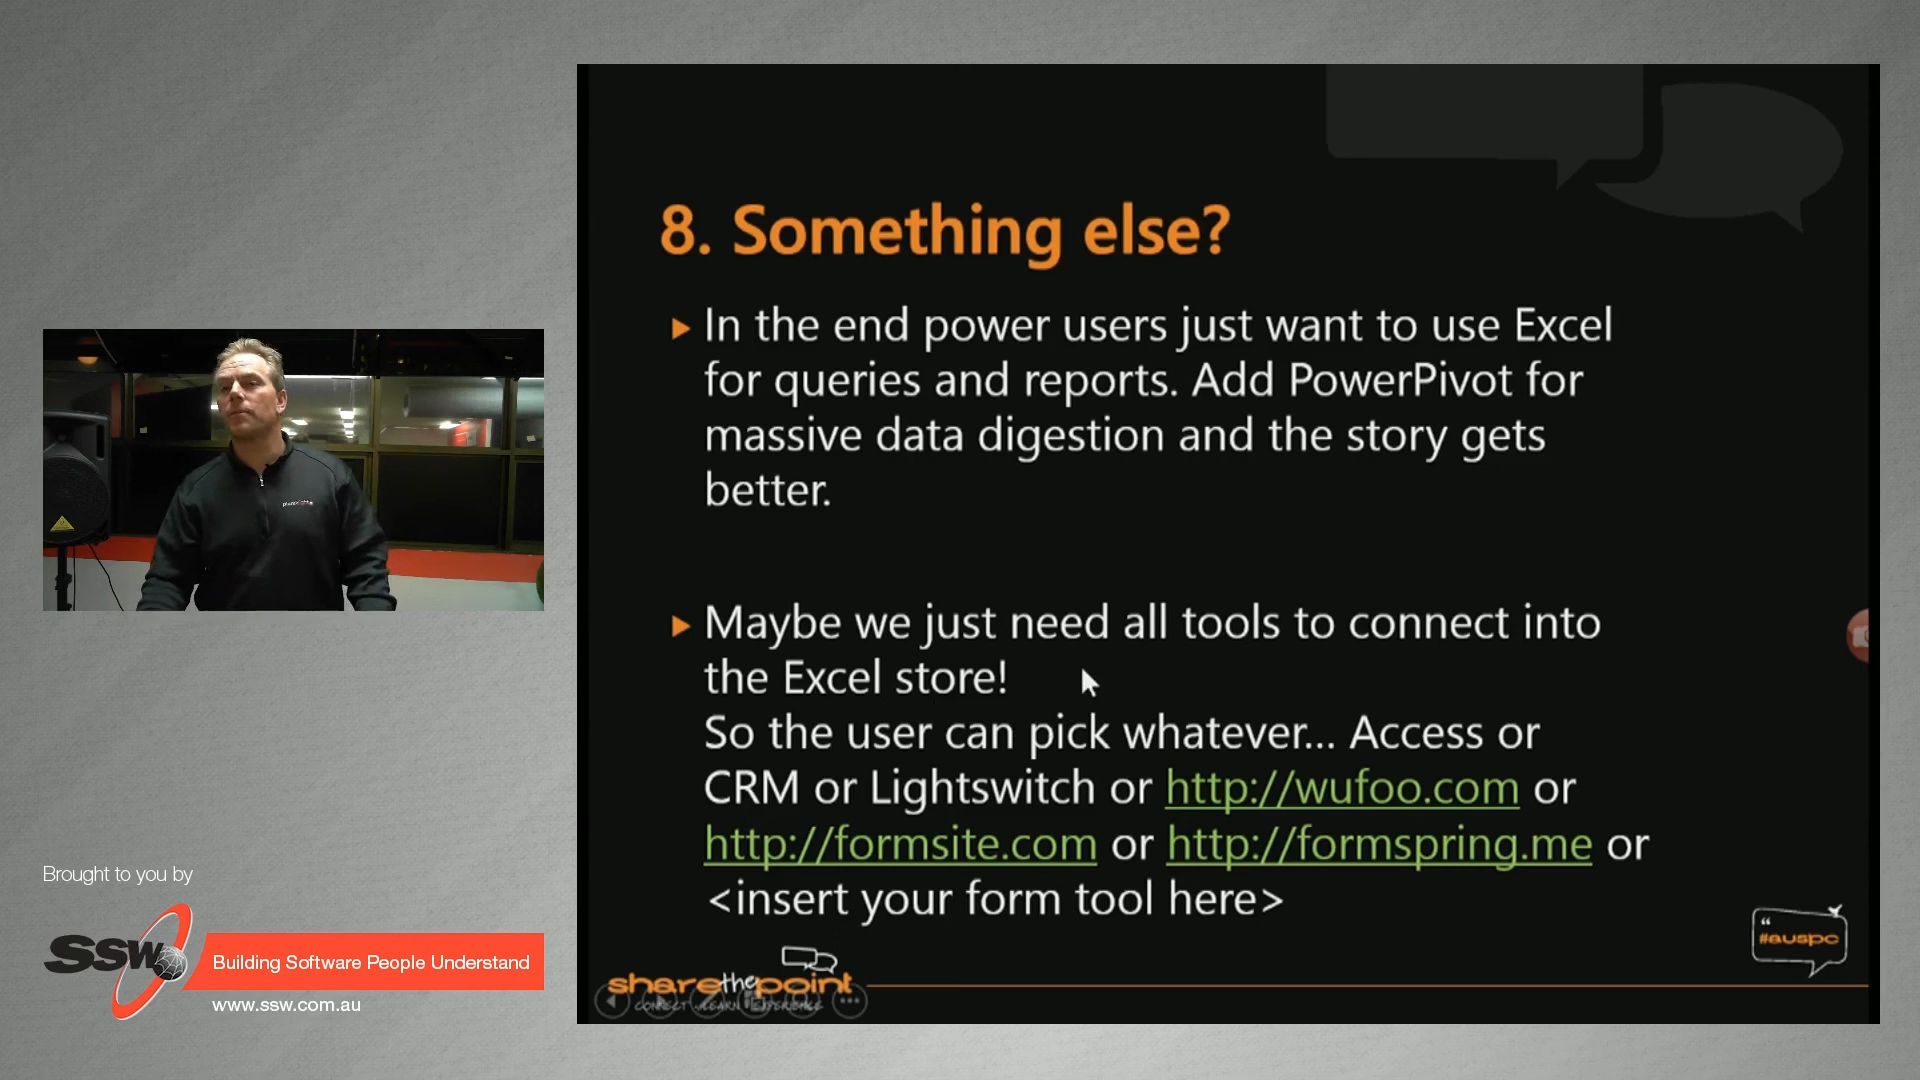 8. Something else?
In the end power users just want to use Excel
for queries and reports. Add PowerPivot for
massive data digestion and the story gets
better.
Maybe we just need all tools to connect into
the Excel store!
So the user can pick whatever... Access or
CRM or Lightswitch or http://wufoo.com or
http://formsite.com or http://formspring.me or
<insert your form tool here>
“
#auspc
sharethepoint
CONNECT . LEARN . EXPERIENCE
Brought to you by
SSW
Building Software People Understand
www.ssw.com.au